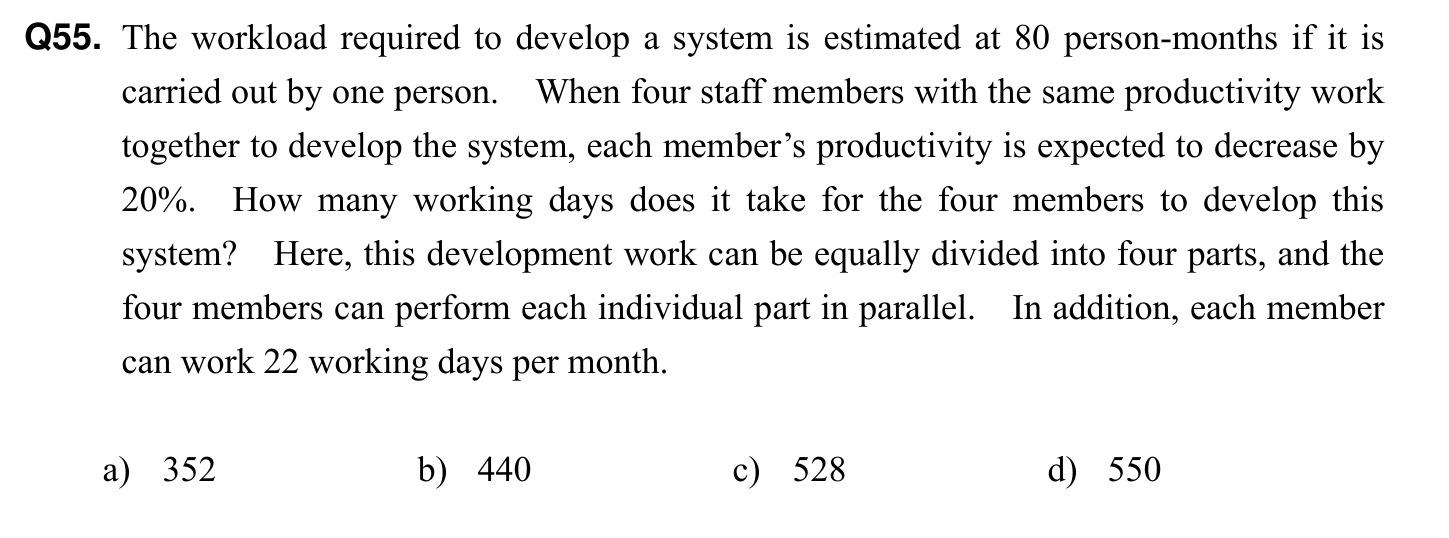 Q55. The workload required to develop a system is estimated at 80 person-months if it is
carried out by one person. When four staff members with the same productivity work
together to develop the system, each member’s productivity is expected to decrease by
20%. How many working days does it take for the four members to develop this
system? Here, this development work can be equally divided into four parts, and the
four members can perform each individual part in parallel. In addition, each member
can work 22 working days per month.
a) 352 b) 440 c) 528 d) 550